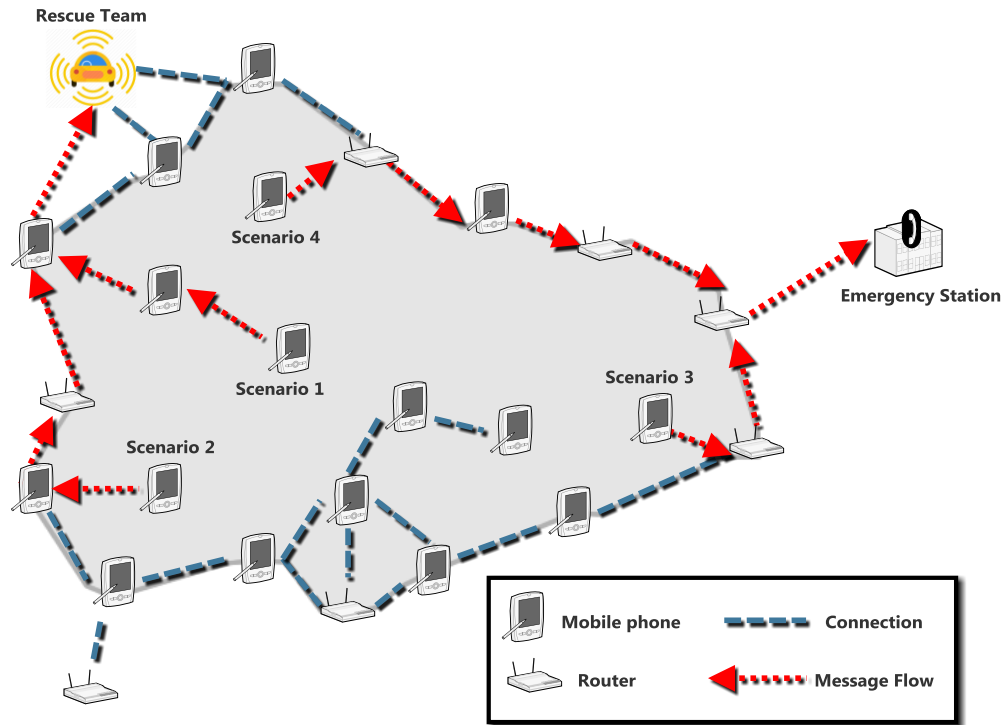 Rescue Team
Scenario 4
Emergency Station
Scenario 1
Scenario 3
Scenario 2
Mobile phone
Connection
Router
Message Flow